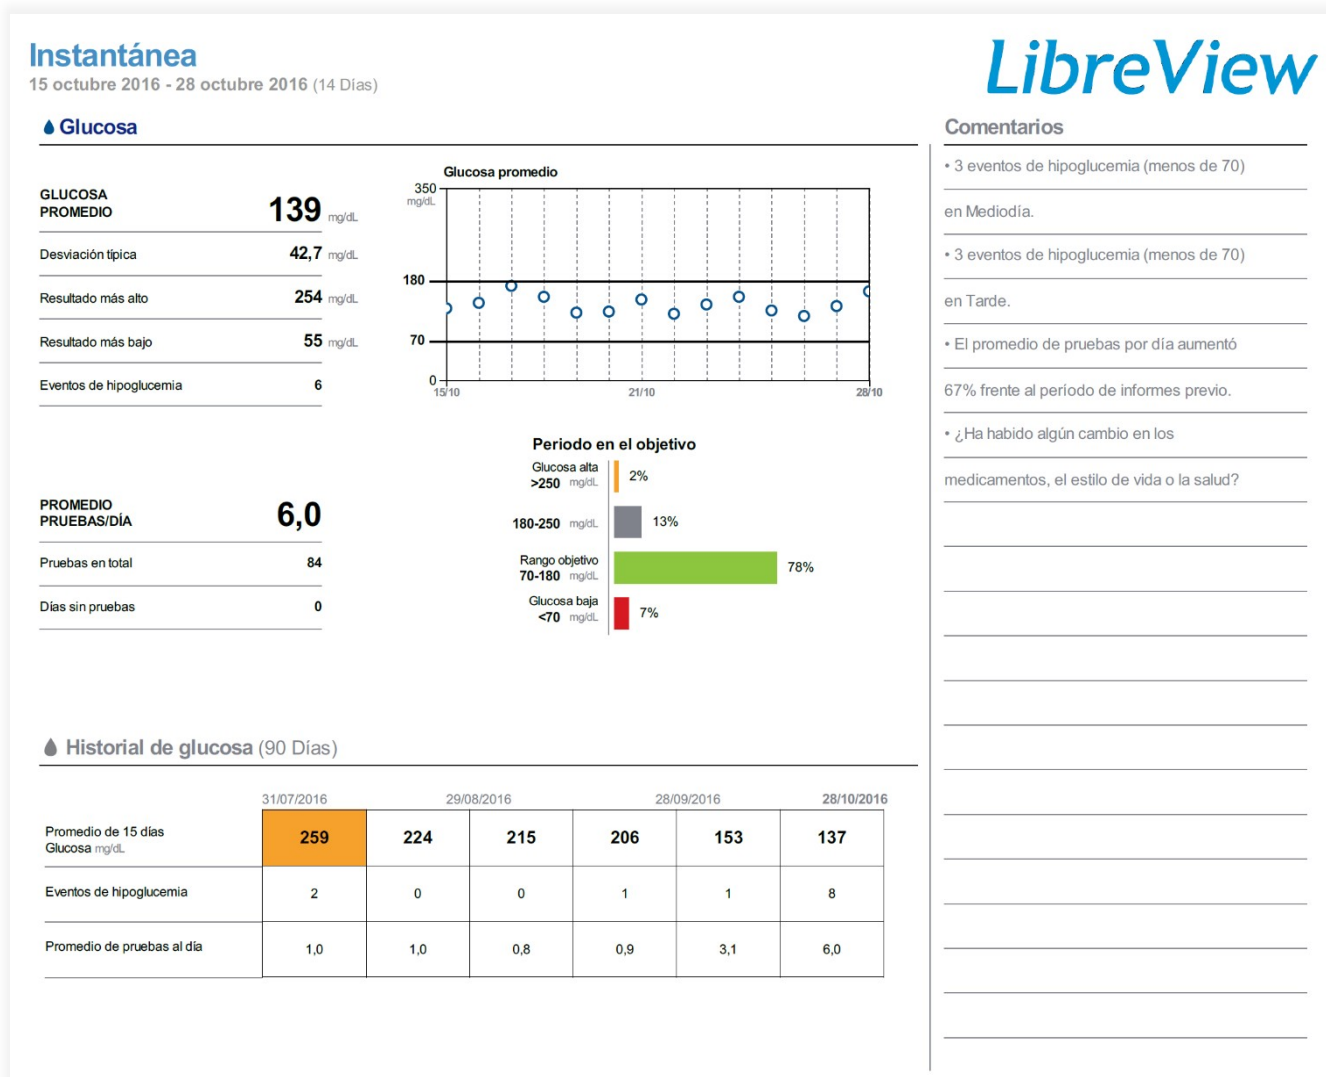 Instantánea
15 octubre 2016 - 28 octubre 2016 (14 Días)
LibreView
Glucosa
GLUCOSA
PROMEDIO
139 mg/dL
Desviación típica 42,7 mg/dL
Resultado más alto 254 mg/dL
Resultado más bajo 55 mg/dL
Eventos de hipoglucemia 6
Glucosa promedio
350
mg/dL
180
70
0
15/10 21/10 28/10
PROMEDIO
PRUEBAS/DÍA
6,0
Pruebas en total 84
Días sin pruebas 0
Periodo en el objetivo
Glucosa alta
>250 mg/dL 2%
180-250 mg/dL 13%
Rango objetivo
70-180 mg/dL 78%
Glucosa baja
<70 mg/dL 7%
Historial de glucosa (90 Días)
31/07/2016 29/08/2016 28/09/2016 28/10/2016
Promedio de 15 días
Glucosa mg/dL
259 224 215 206 153 137
Eventos de hipoglucemia 2 0 0 1 1 8
Promedio de pruebas al día 1,0 1,0 0,8 0,9 3,1 6,0
Comentarios
• 3 eventos de hipoglucemia (menos de 70)
en Mediodía.
• 3 eventos de hipoglucemia (menos de 70)
en Tarde.
• El promedio de pruebas por día aumentó
67% frente al período de informes previo.
• ¿Ha habido algún cambio en los
medicamentos, el estilo de vida o la salud?